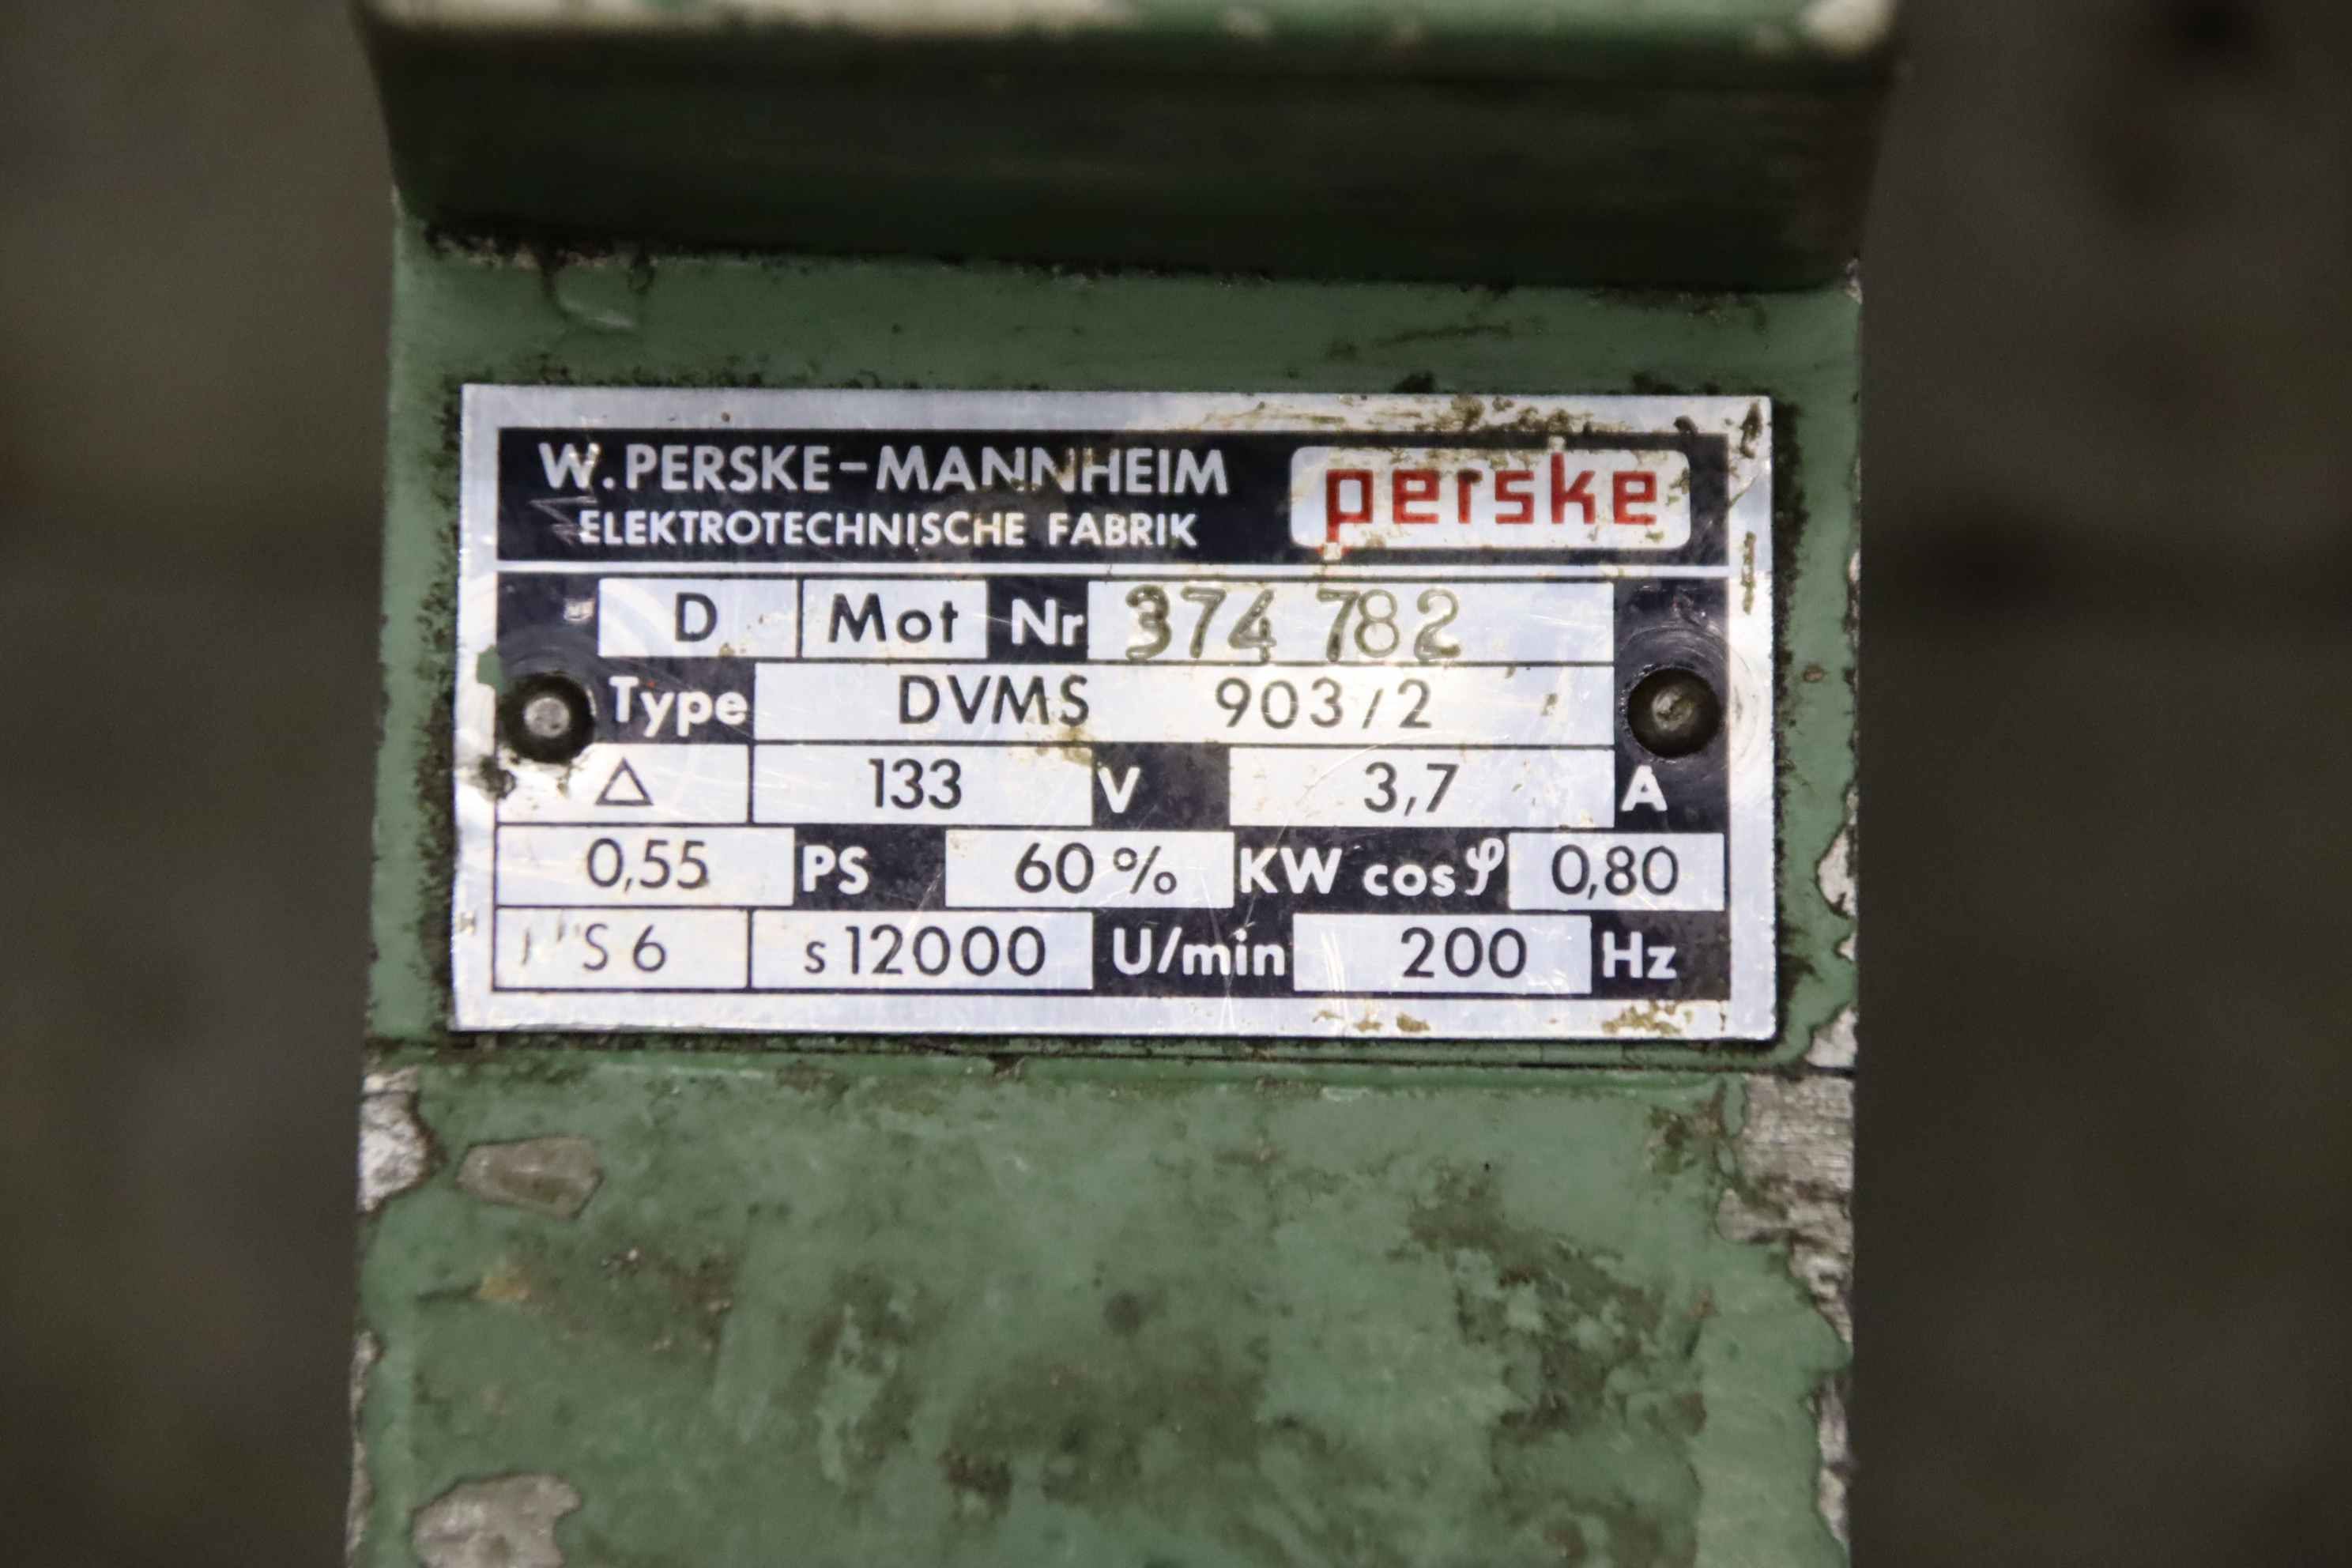 W. PERSKE-MANNHEIM
ELEKTROTECHNISCHE FABRIK
perske
D Mot Nr 374 782
Type DVMS 903/2
△ 133 V 3,7 A
0,55 PS 60 % KW cos φ 0,80
S 6 s 12000 U/min 200 Hz